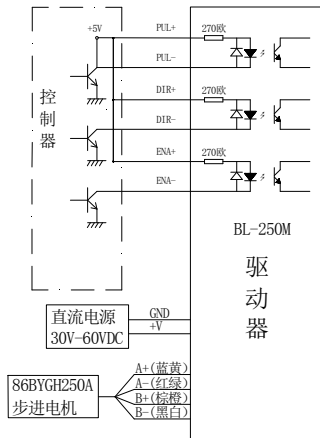 +5V
PUL+
270欧
PUL-
控制器
DIR+
270欧
DIR-
ENA+
270欧
ENA-
BL-250M
驱动器
直流电源
30V-60VDC
GND
+V
86BYGH250A
步进电机
A+(蓝黄)
A-(红绿)
B+(棕橙)
B-(黑白)